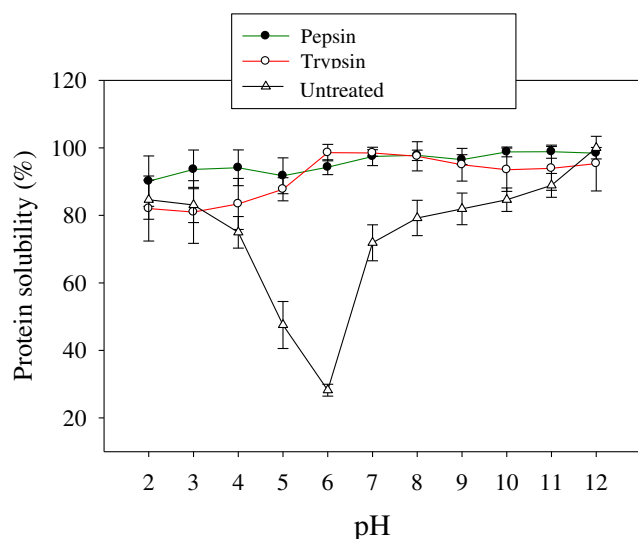 Pepsin
Trypsin
Untreated
120
100
80
60
40
20
Protein solubility (%)
2 3 4 5 6 7 8 9 10 11 12
pH